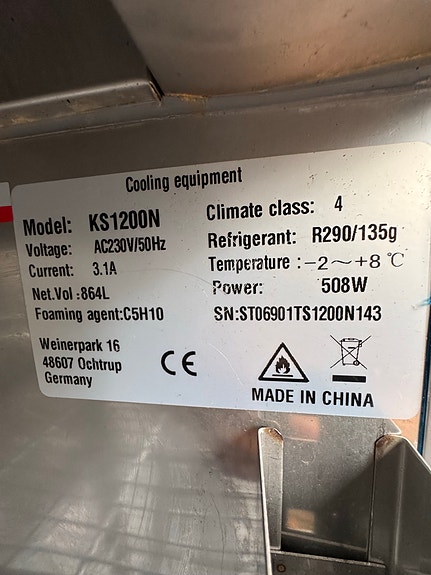 Cooling equipment
Model: KS1200N
Voltage: AC230V/50Hz
Current: 3.1A
Net.Vol :864L
Foaming agent:C5H10
Climate class: 4
Refrigerant: R290/135g
Temperature :-2~+8℃
Power: 508W
SN:ST06901TS1200N143
Weinerpark 16
48607 Ochtrup
Germany
CE
MADE IN CHINA